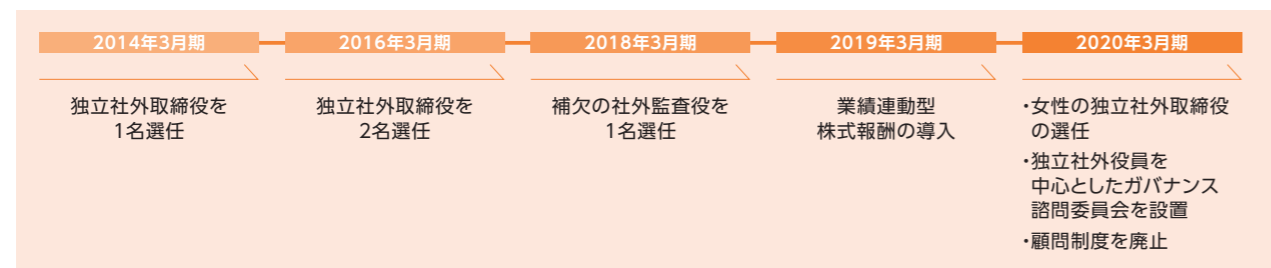 2014年3月期
独立社外取締役を
1名選任
2016年3月期
独立社外取締役を
2名選任
2018年3月期
補欠の社外監査役を
1名選任
2019年3月期
業績連動型
株式報酬の導入
2020年3月期
・女性の独立社外取締役
の選任
・独立社外役員を
中心としたガバナンス
諮問委員会を設置
・顧問制度を廃止